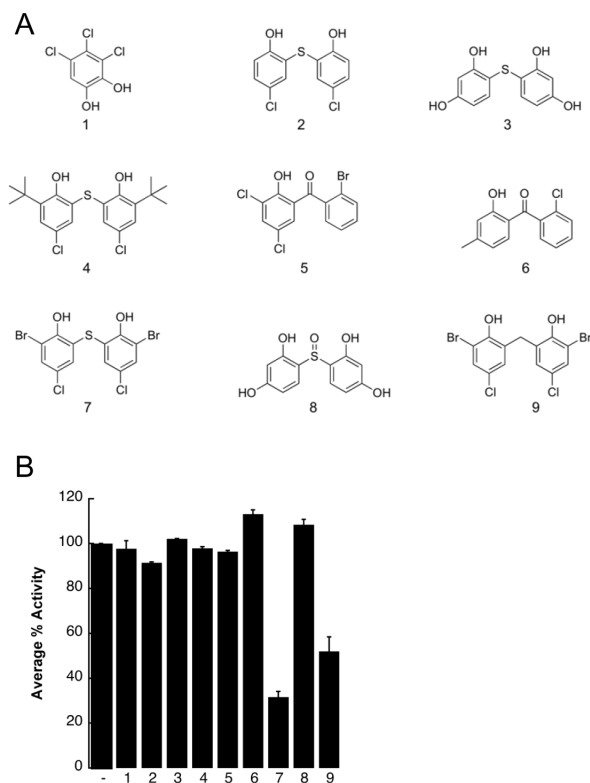 A
Cl
Cl
Cl
OH
OH
1
OH
OH
S
Cl
Cl
2
OH
OH
S
HO
OH
3
OH
OH
S
Cl
Cl
4
OH
O
Br
Cl
Cl
5
OH
O
Cl
6
OH
OH
Br
S
Br
Cl
Cl
7
OH
O
OH
S
HO
OH
8
OH
OH
Br
Br
Cl
Cl
9
B
Average % Activity
120
100
80
60
40
20
0
- 1 2 3 4 5 6 7 8 9